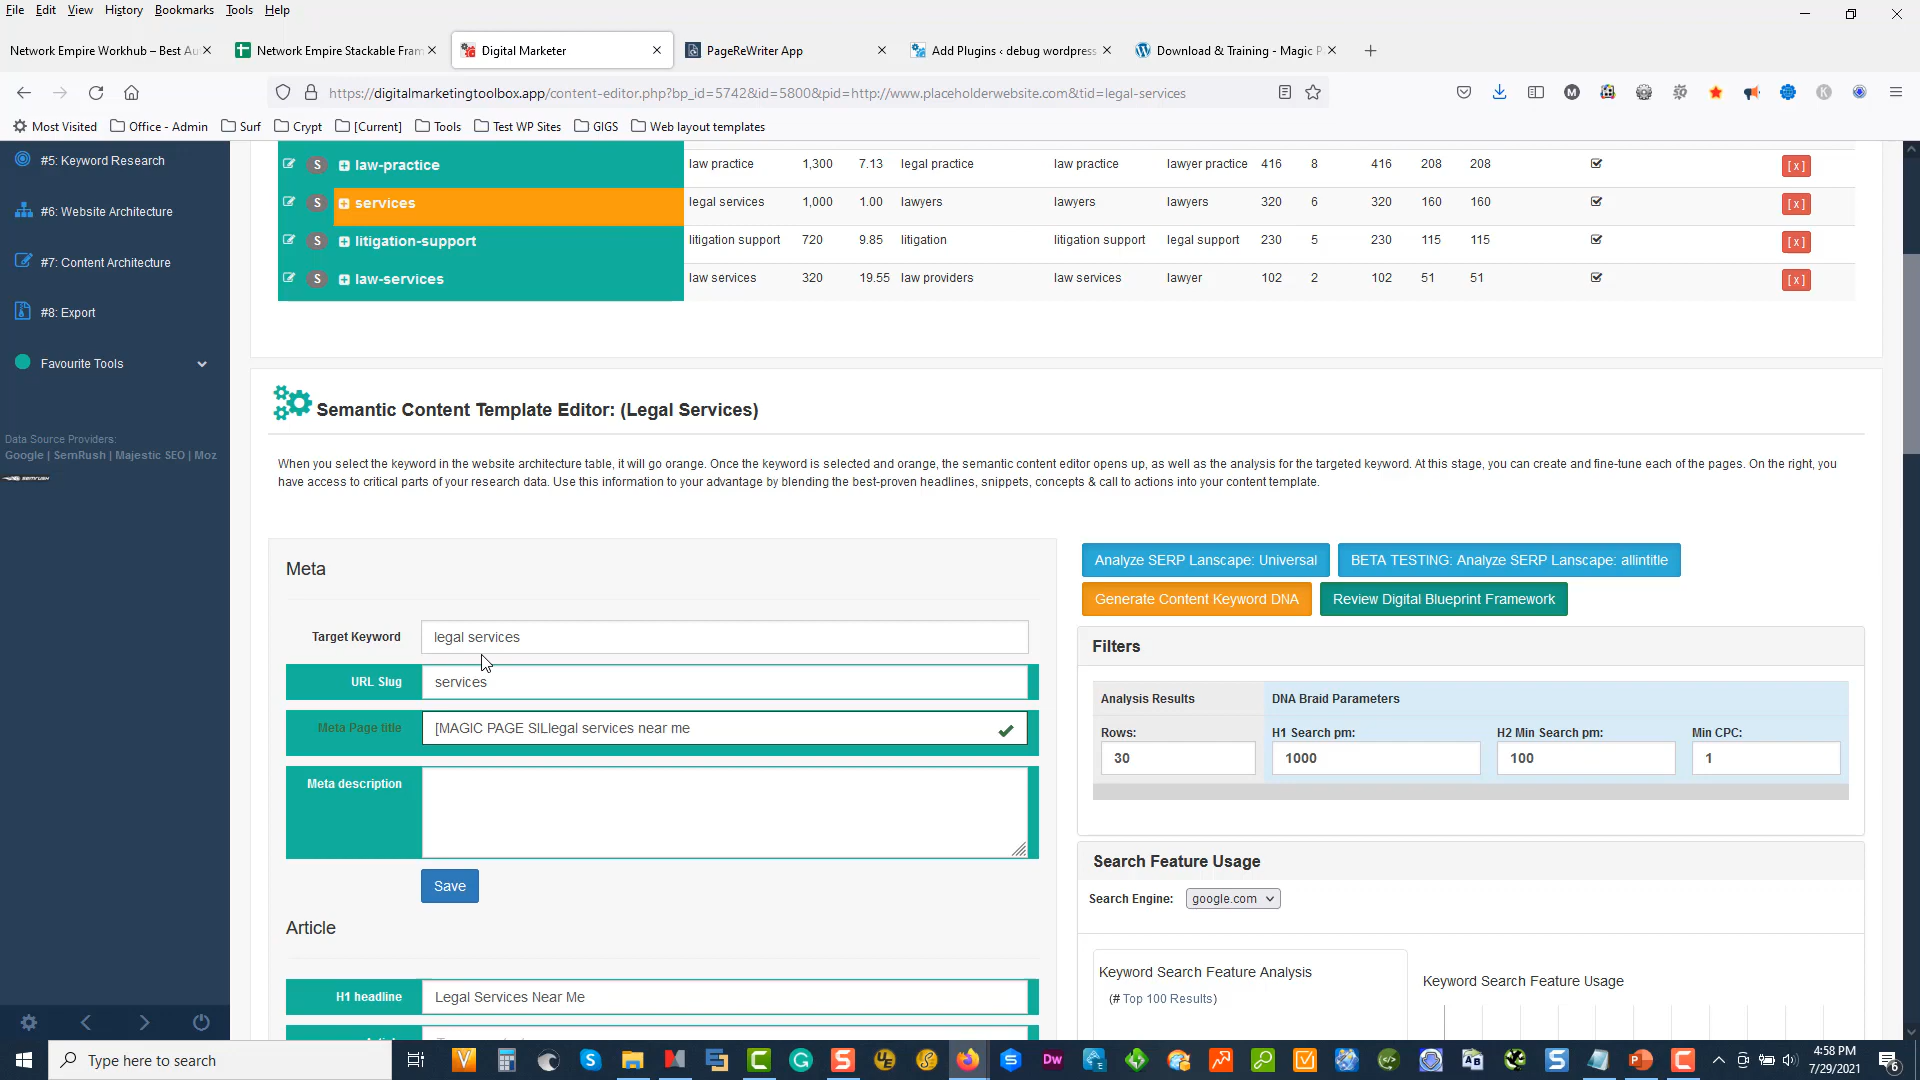 File Edit View History Bookmarks Tools Help
Network Empire Workhub – Best Au
Network Empire Stackable Fram
Digital Marketer
PageReWriter App
Add Plugins ‹ debug wordpress
Download & Training - Magic P
https://digitalmarketingtoolbox.app/content-editor.php?bp_id=5742&id=5800&pid=http://www.placeholderwebsite.com&tid=legal-services
Most Visited Office - Admin Surf Crypt [Current] Tools Test WP Sites GIGS Web layout templates
#5: Keyword Research
#6: Website Architecture
#7: Content Architecture
#8: Export
Favourite Tools
Data Source Providers:
Google | SemRush | Majestic SEO | Moz
SEMRUSH
S law-practice law practice 1,300 7.13 legal practice law practice lawyer practice 416 8 416 208 208 [x]
S services legal services 1,000 1.00 lawyers lawyers lawyers 320 6 320 160 160 [x]
S litigation-support litigation support 720 9.85 litigation litigation support legal support 230 5 230 115 115 [x]
S law-services law services 320 19.55 law providers law services lawyer 102 2 102 51 51 [x]
Semantic Content Template Editor: (Legal Services)
When you select the keyword in the website architecture table, it will go orange. Once the keyword is selected and orange, the semantic content editor opens up, as well as the analysis for the targeted keyword. At this stage, you can create and fine-tune each of the pages. On the right, you
have access to critical parts of your research data. Use this information to your advantage by blending the best-proven headlines, snippets, concepts & call to actions into your content template.
Meta
Target Keyword legal services
URL Slug services
Meta Page title [MAGIC PAGE SILlegal services near me
Meta description
Save
Article
H1 headline Legal Services Near Me
Analyze SERP Lanscape: Universal
BETA TESTING: Analyze SERP Lanscape: allintitle
Generate Content Keyword DNA
Review Digital Blueprint Framework
Filters
Analysis Results DNA Braid Parameters
Rows: H1 Search pm: H2 Min Search pm: Min CPC:
30 1000 100 1
Search Feature Usage
Search Engine: google.com
Keyword Search Feature Analysis
(# Top 100 Results)
Keyword Search Feature Usage
Type here to search
4:58 PM
7/29/2021
6